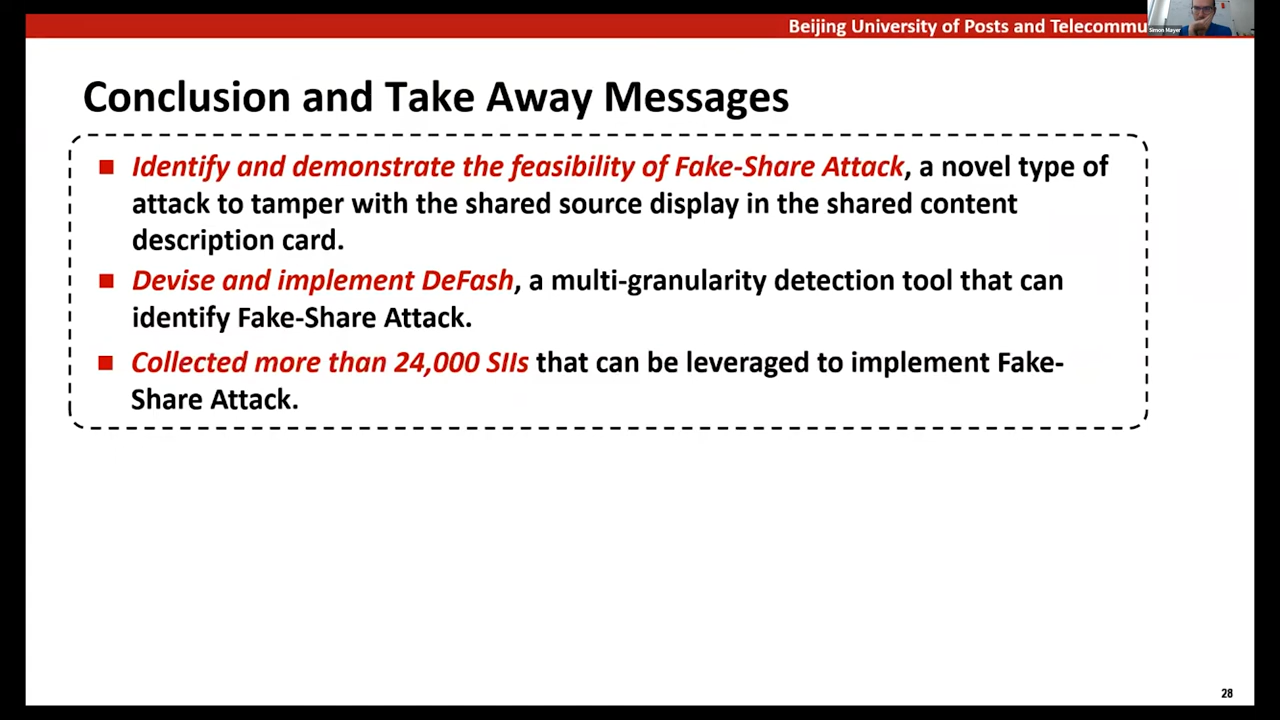 Beijing University of Posts and Telecommu
Simon Mayer
Conclusion and Take Away Messages
Identify and demonstrate the feasibility of Fake-Share Attack, a novel type of
attack to tamper with the shared source display in the shared content
description card.
Devise and implement DeFash, a multi-granularity detection tool that can
identify Fake-Share Attack.
Collected more than 24,000 SIIs that can be leveraged to implement Fake-
Share Attack.
28